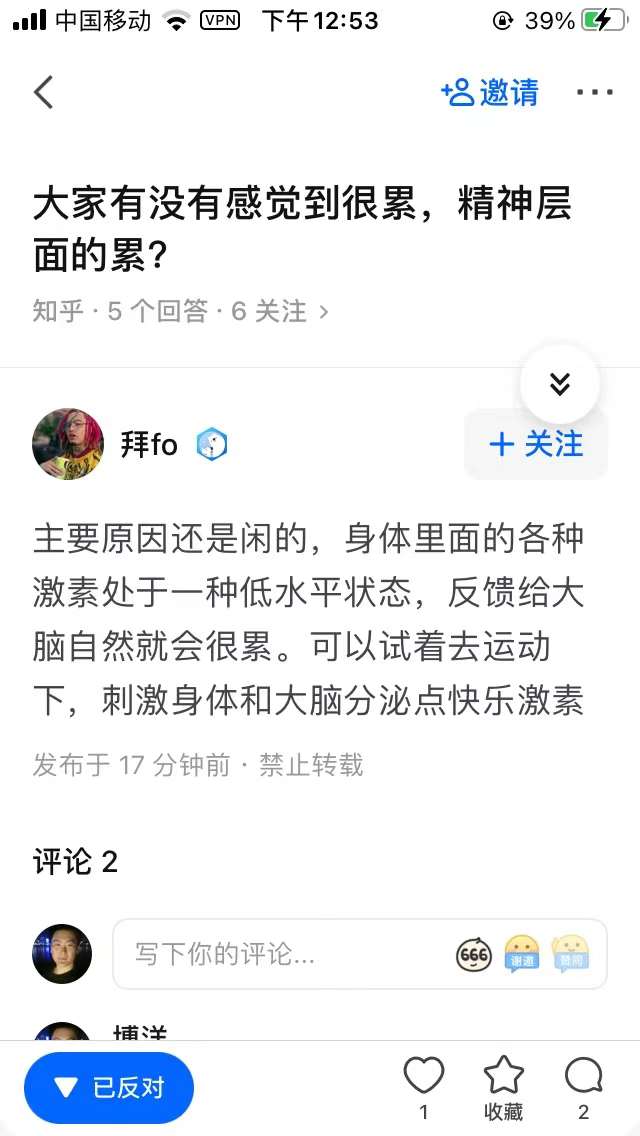 中国移动 VPN 下午12:53 39%
邀请
大家有没有感觉到很累，精神层
面的累？
知乎 · 5 个回答 · 6 关注
拜fo
+ 关注
主要原因还是闲的，身体里面的各种
激素处于一种低水平状态，反馈给大
脑自然就会很累。可以试着去运动
下，刺激身体和大脑分泌点快乐激素
发布于 17 分钟前 · 禁止转载
评论 2
写下你的评论... 666 谢邀 赞同
博洋
已反对 1 收藏 2